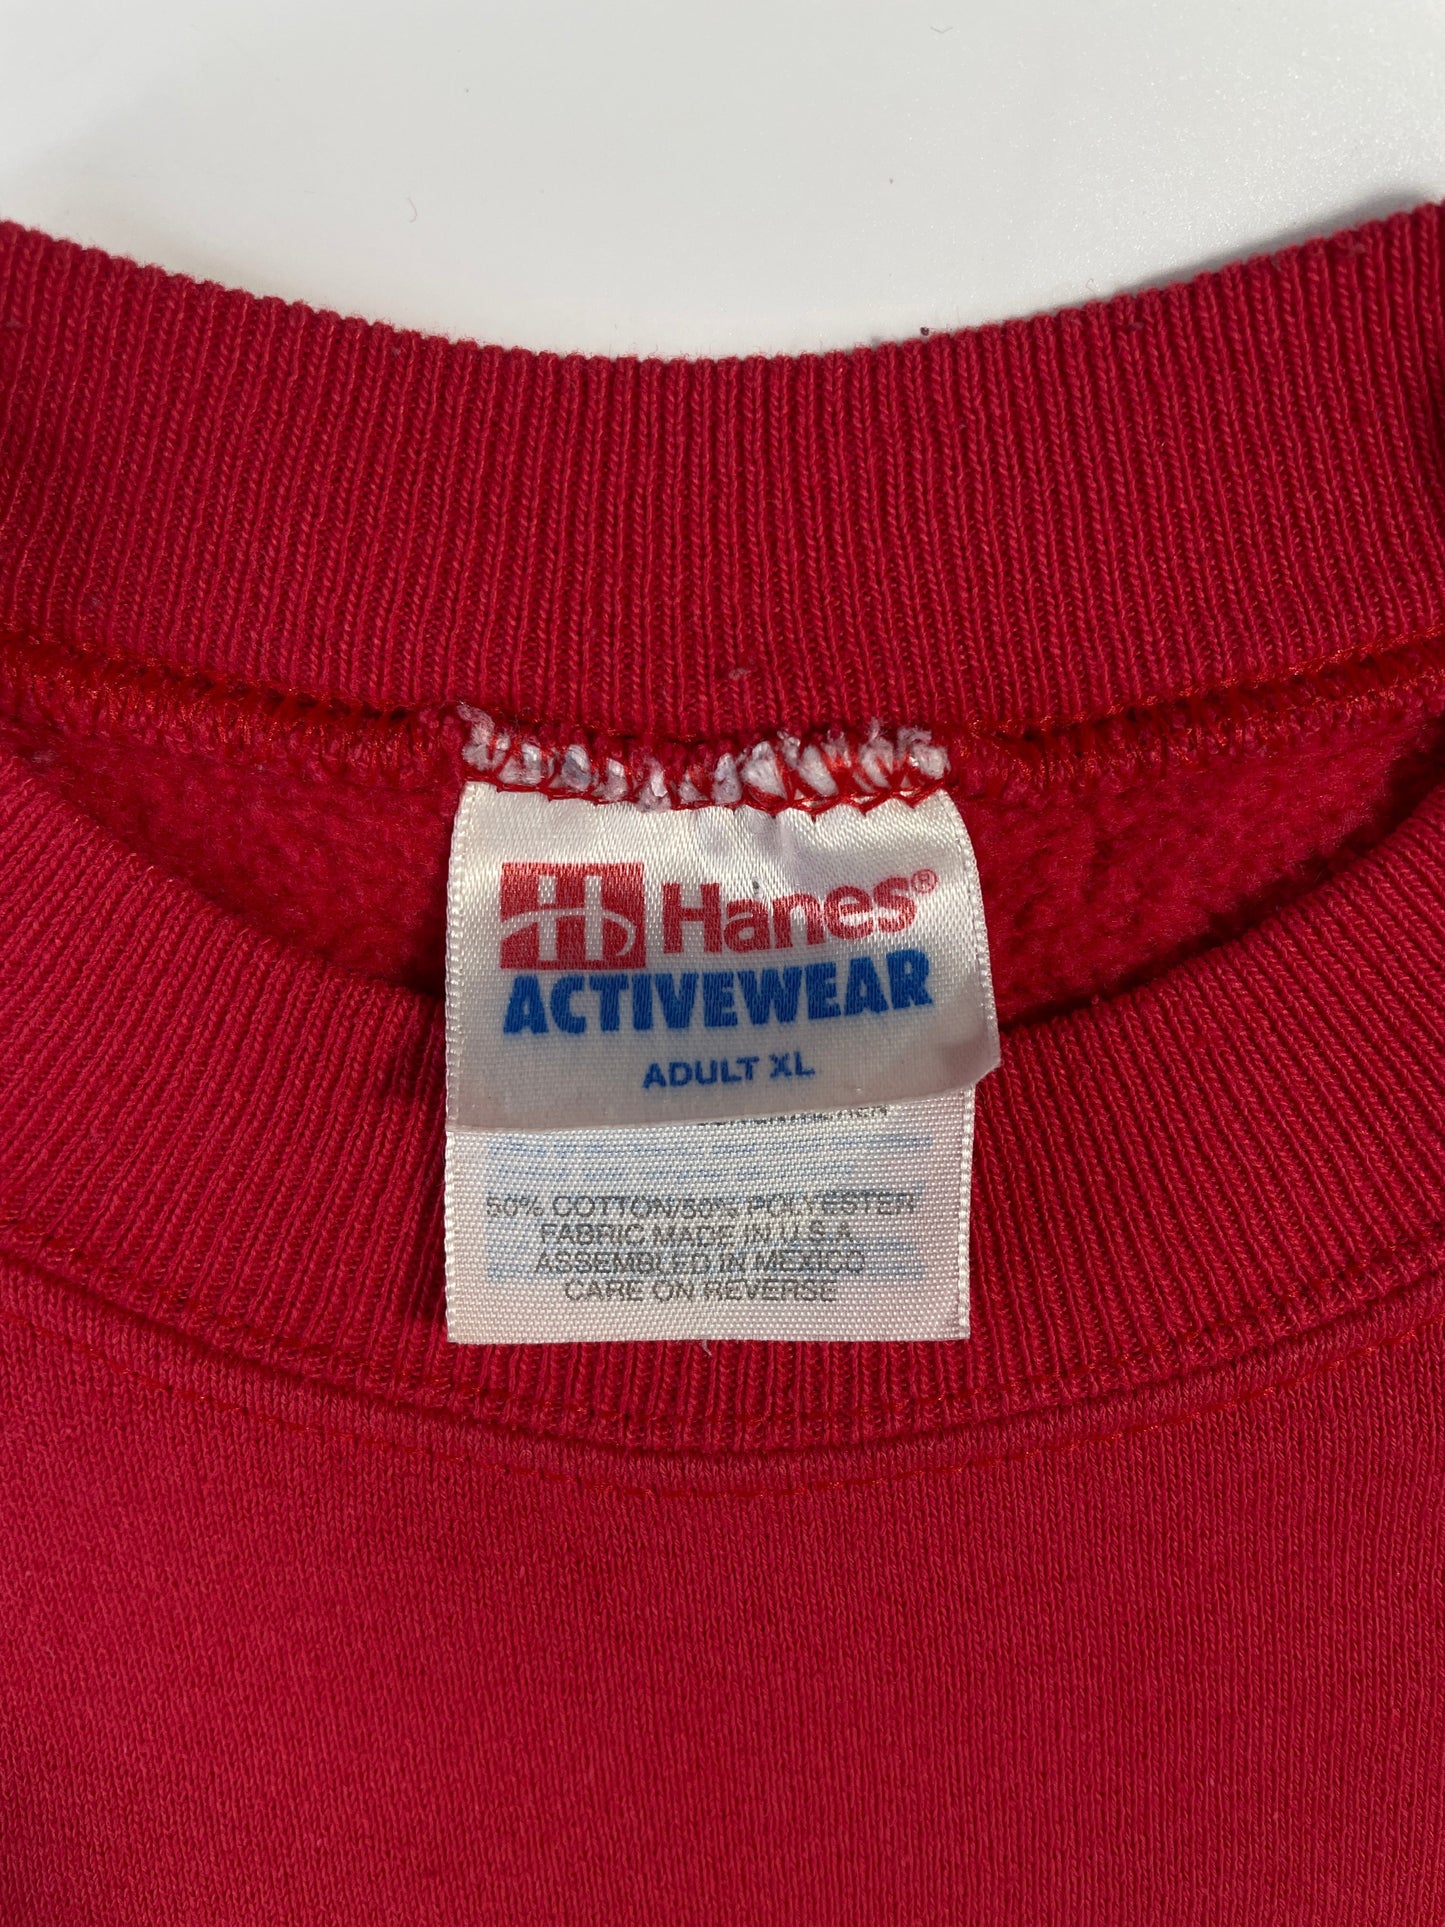 Hanes®
ACTIVEWEAR
ADULT XL
50% COTTON/50% POLYESTER
FABRIC MADE IN U.S.A
ASSEMBLED IN MEXICO
CARE ON REVERSE